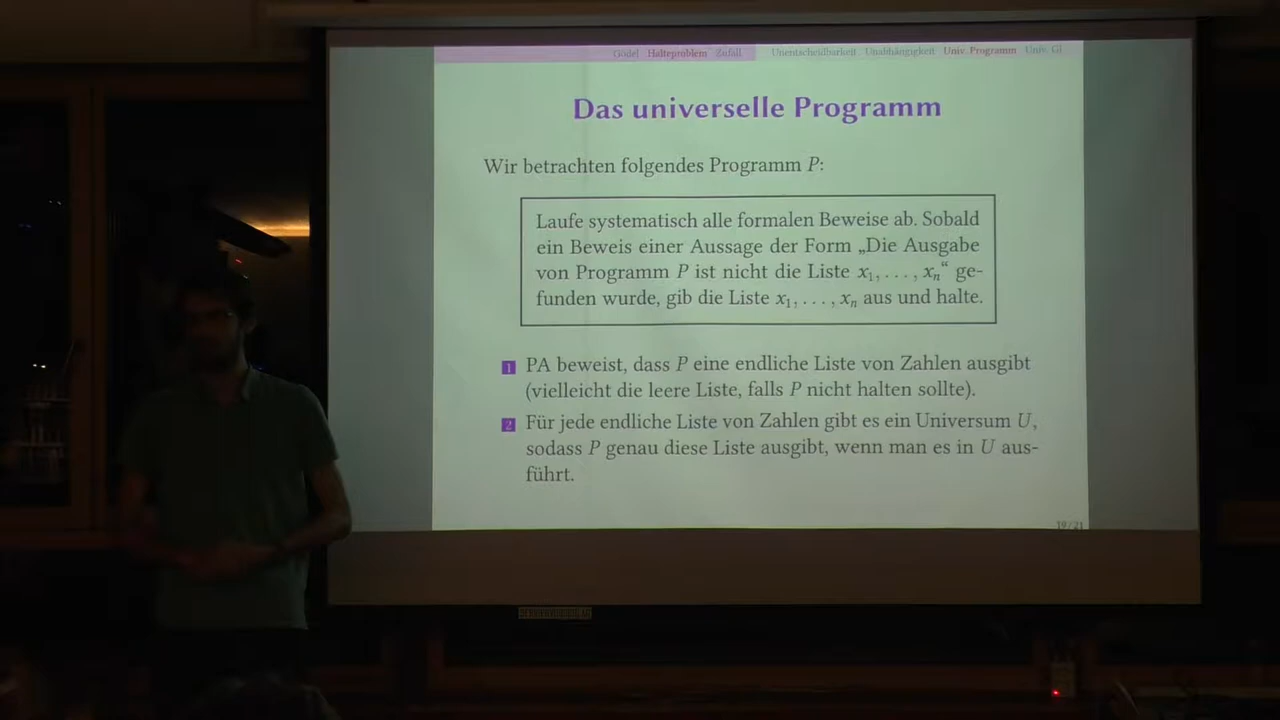 Gödel Halteproblem Zufall Unentscheidbarkeit Unabhängigkeit Univ. Programm Univ. Gl
Das universelle Programm
Wir betrachten folgendes Programm P:
Laufe systematisch alle formalen Beweise ab. Sobald
ein Beweis einer Aussage der Form „Die Ausgabe
von Programm P ist nicht die Liste x₁, . . . , xₙ“ ge-
funden wurde, gib die Liste x₁, . . . , xₙ aus und halte.
1 PA beweist, dass P eine endliche Liste von Zahlen ausgibt
(vielleicht die leere Liste, falls P nicht halten sollte).
2 Für jede endliche Liste von Zahlen gibt es ein Universum U,
sodass P genau diese Liste ausgibt, wenn man es in U aus-
führt.
19/21